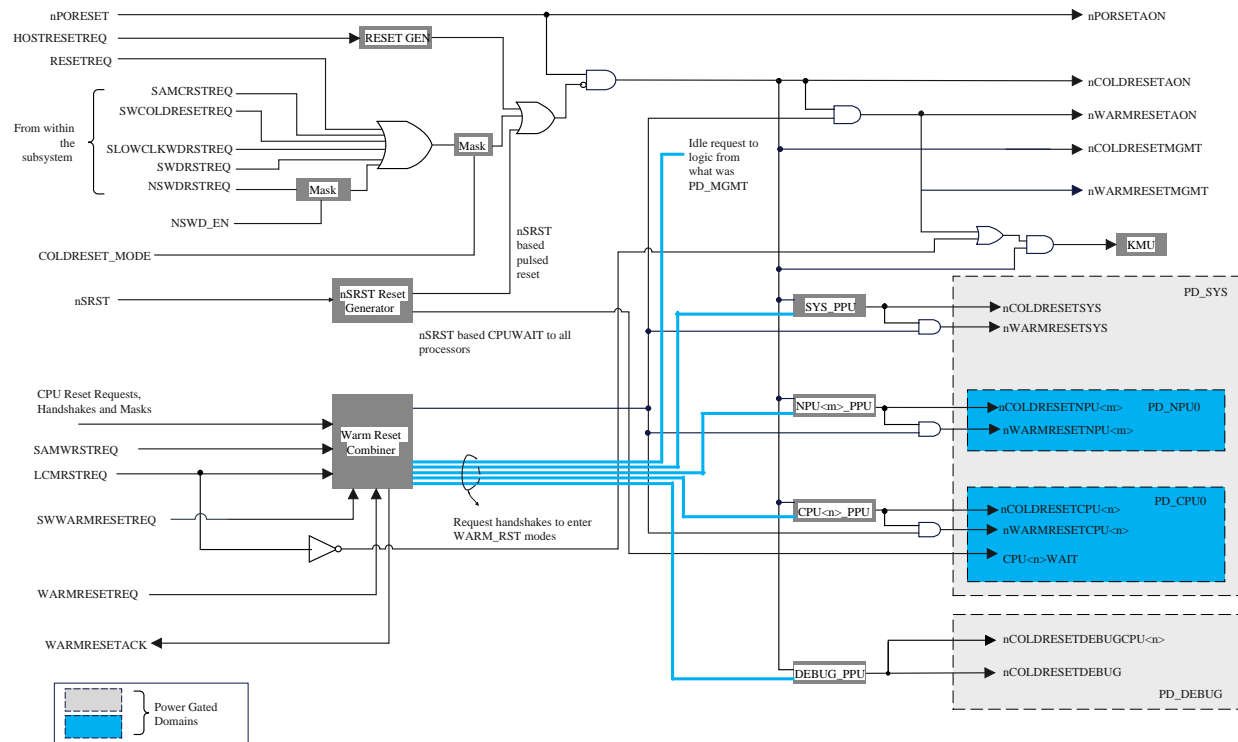 nPORESET
nPORSETAON
HOSTRESETREQ
RESET GEN
RESETREQ
nCOLDRESETAON
SAMCRSTREQ
SWCOLDRESETREQ
From within
the
subsystem
SLOWCLKWDRSTREQ
SWDRSTREQ
NSWDRSTREQ
Mask
Mask
NSWD_EN
COLDRESET_MODE
nWARMRESETAON
Idle request to
logic from
what was
PD_MGMT
nCOLDRESETMGMT
nWARMRESETMGMT
nSRST
based
pulsed
reset
KMU
nSRST
nSRST Reset
Generator
nSRST based CPUWAIT to all
processors
PD_SYS
SYS_PPU
nCOLDRESETSYS
nWARMRESETSYS
CPU Reset Requests,
Handshakes and Masks
SAMWRSTREQ
LCMRSTREQ
Warm Reset
Combiner
NPU<m>_PPU
nCOLDRESETNPU<m>
PD_NPU0
nWARMRESETNPU<m>
SWWARMRESETREQ
Request handshakes to enter
WARM_RST modes
PD_CPU0
CPU<n>_PPU
nCOLDRESETCPU<n>
nWARMRESETCPU<n>
CPU<n>WAIT
WARMRESETREQ
WARMRESETACK
nCOLDRESETDEBUGCPU<n>
DEBUG_PPU
nCOLDRESETDEBUG
PD_DEBUG
Power Gated
Domains